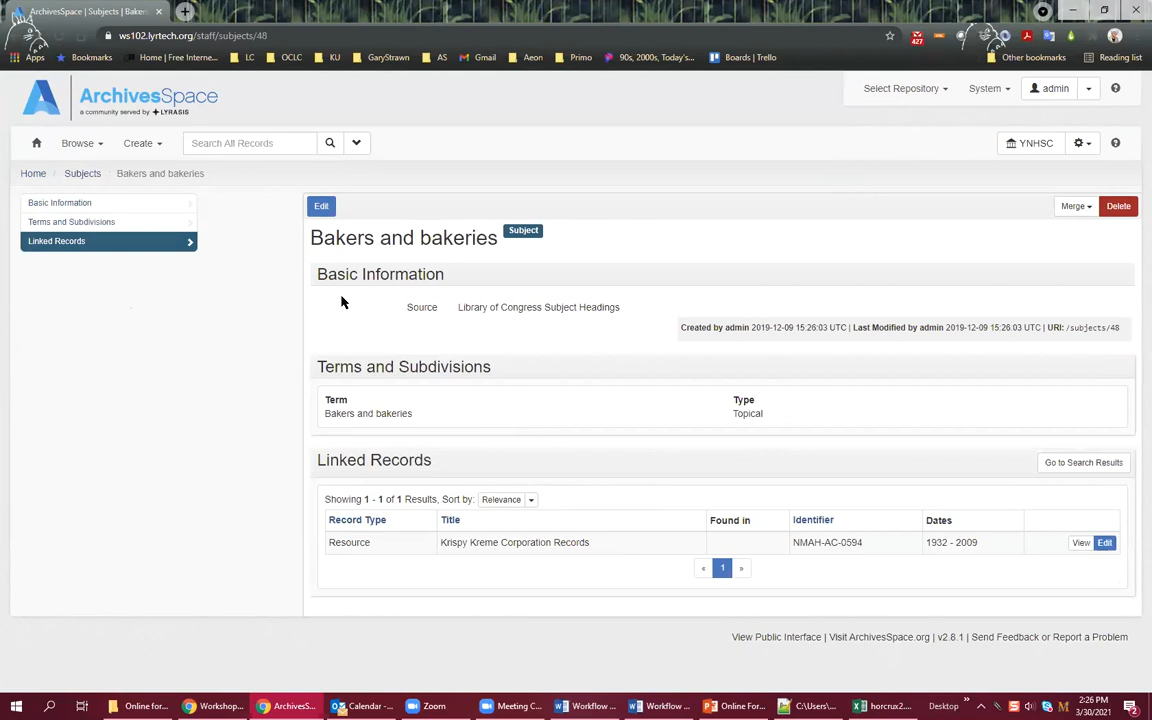 ArchivesSpace | Subjects | Baker
ws102.lyrtech.org/staff/subjects/48
427
Apps Bookmarks Home | Free Interne... LC OCLC KU GaryStrawn AS Gmail Aeon Primo 90s, 2000s, Today's... Boards | Trello Other bookmarks Reading list
ArchivesSpace
a community served by LYRASIS
Select Repository System admin
Browse Create Search All Records YNHSC
Home / Subjects / Bakers and bakeries
Basic Information
Terms and Subdivisions
Linked Records
Edit Merge Delete
Bakers and bakeries Subject
Basic Information
Source Library of Congress Subject Headings
Created by admin 2019-12-09 15:26:03 UTC | Last Modified by admin 2019-12-09 15:26:03 UTC | URI: /subjects/48
Terms and Subdivisions
Term Type
Bakers and bakeries Topical
Linked Records Go to Search Results
Showing 1 - 1 of 1 Results, Sort by: Relevance
Record Type Title Found in Identifier Dates
Resource Krispy Kreme Corporation Records NMAH-AC-0594 1932 - 2009 View Edit
« 1 »
View Public Interface | Visit ArchivesSpace.org | v2.8.1 | Send Feedback or Report a Problem
Online for... Workshop... ArchivesS... Calendar -... Zoom Meeting C... Workflow ... Workflow ... Online For... C:\Users\... horcrux2.... Desktop » 2:26 PM
3/30/2021
2